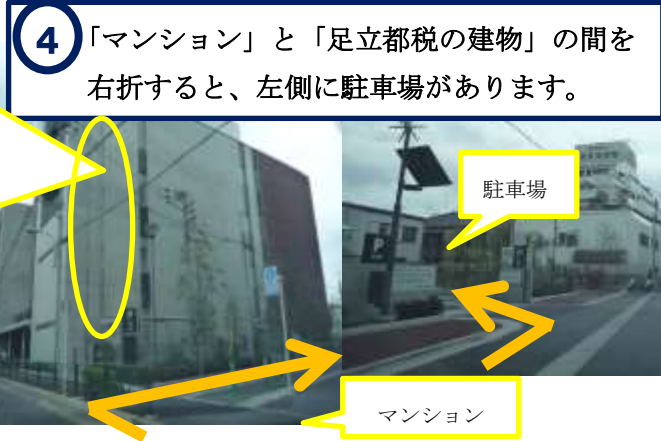 4
「マンション」と「足立都税の建物」の間を
右折すると、左側に駐車場があります。
駐車場
P
マンション